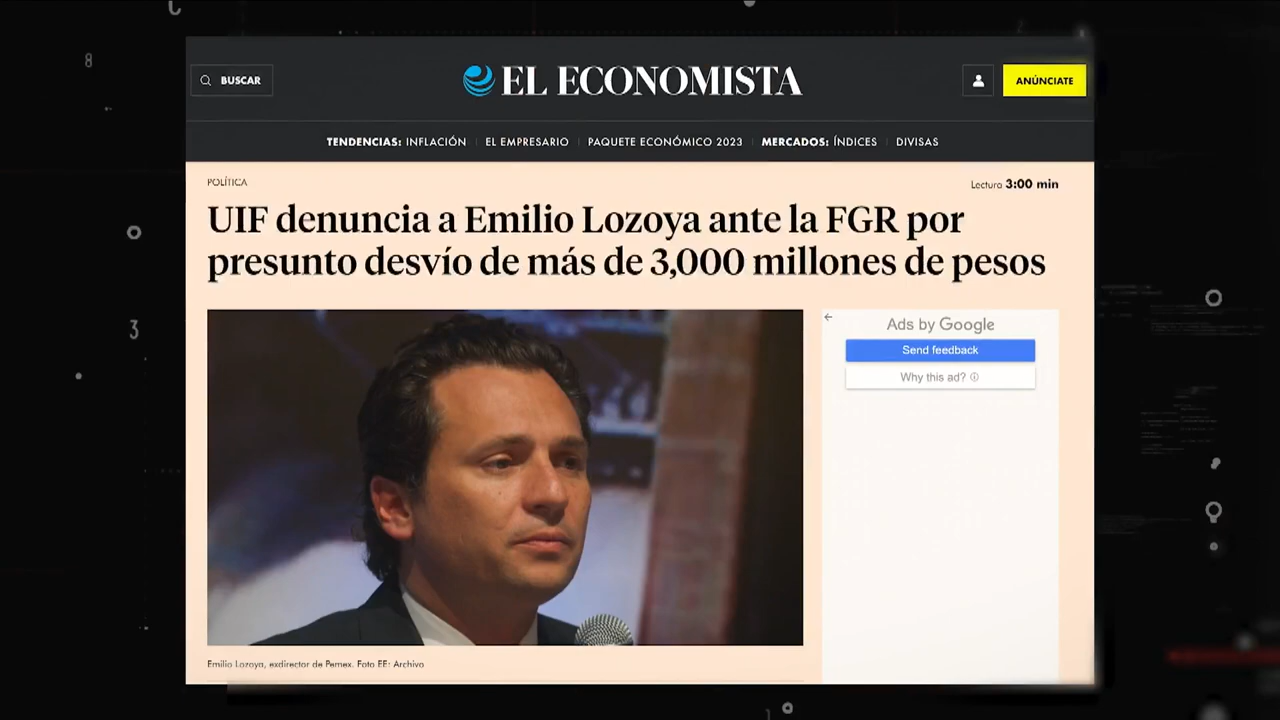 8
BUSCAR
EL ECONOMISTA
ANÚNCIATE
TENDENCIAS: INFLACIÓN EL EMPRESARIO PAQUETE ECONÓMICO 2023 MERCADOS: ÍNDICES DIVISAS
POLÍTICA
Lectura 3:00 min
UIF denuncia a Emilio Lozoya ante la FGR por
presunto desvío de más de 3,000 millones de pesos
3
Ads by Google
Send feedback
Why this ad?
Emilio Lozoya, exdirector de Pemex. Foto EE: Archivo